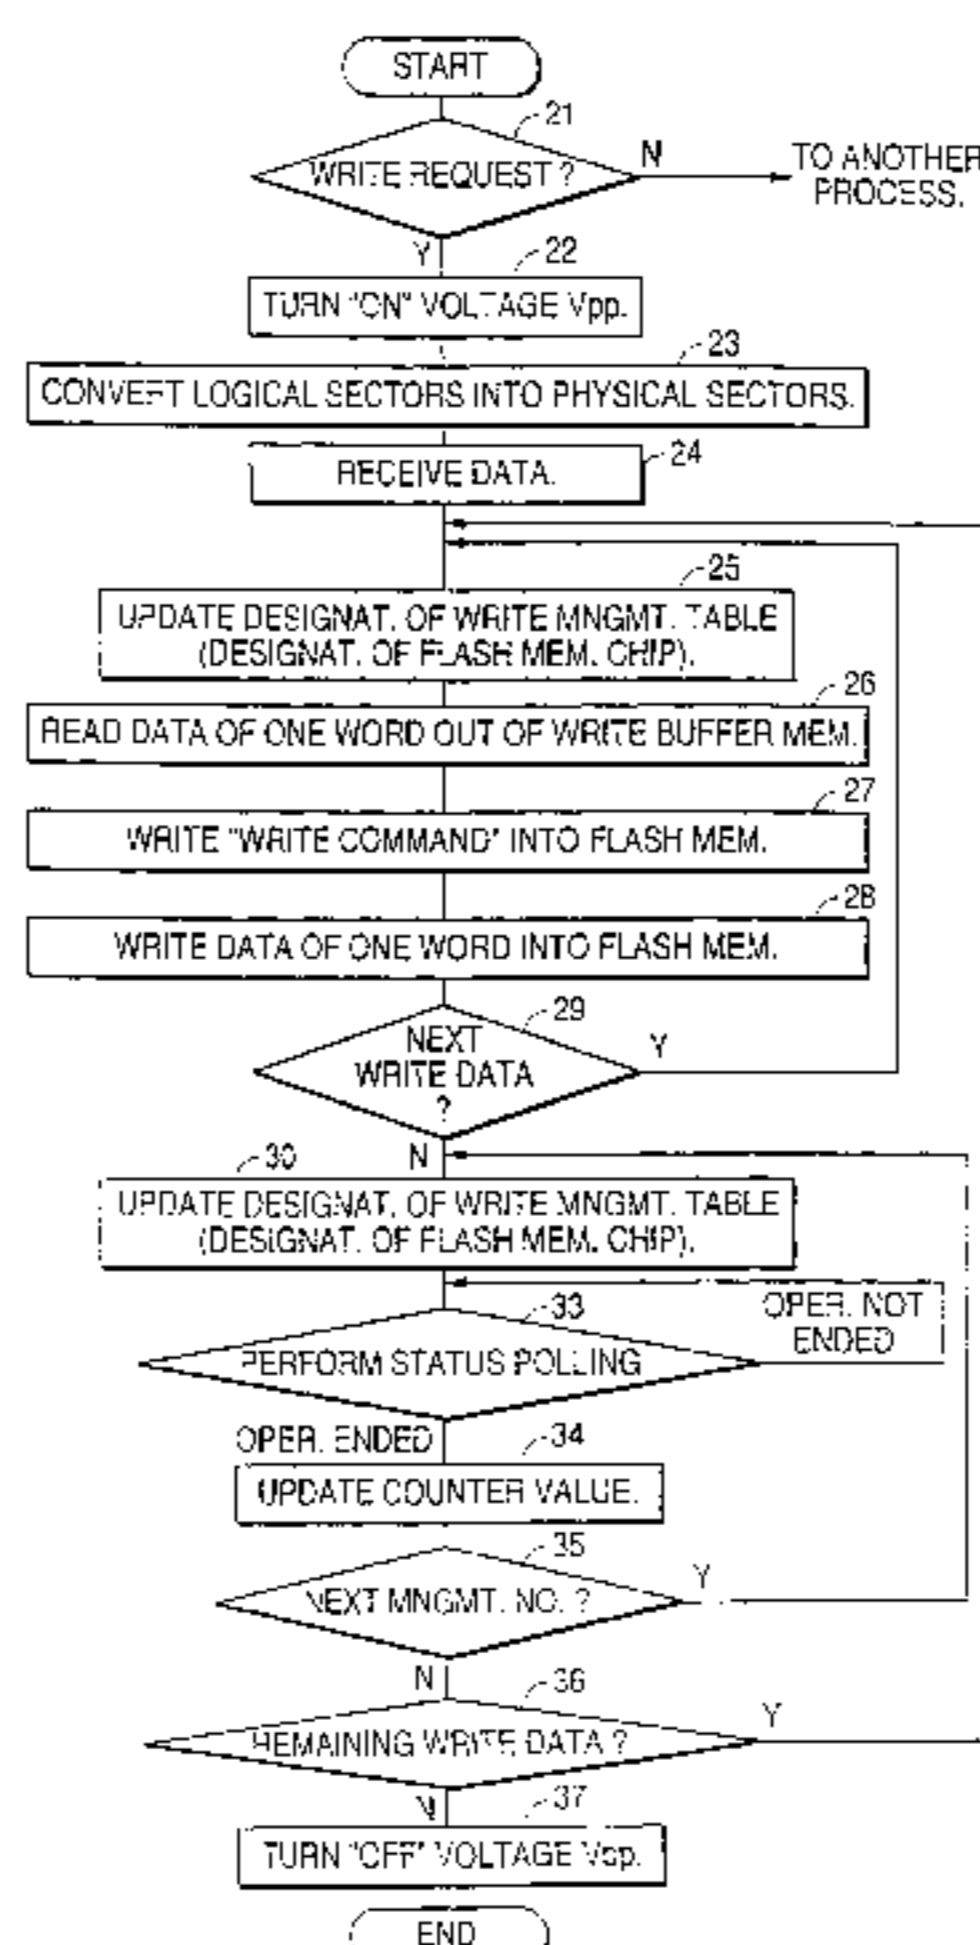 START
21
WRITE REQUEST ?
N
TO ANOTHER
PROCESS.
Y
22
TURN "ON" VOLTAGE Vpp.
23
CONVERT LOGICAL SECTORS INTO PHYSICAL SECTORS.
24
RECEIVE DATA.
25
UPDATE DESIGNAT. OF WRITE MNGMT. TABLE
(DESIGNAT. OF FLASH MEM. CHIP).
26
READ DATA OF ONE WORD OUT OF WRITE BUFFER MEM.
27
WRITE "WRITE COMMAND" INTO FLASH MEM.
28
WRITE DATA OF ONE WORD INTO FLASH MEM.
29
NEXT
WRITE DATA
?
Y
N
30
UPDATE DESIGNAT. OF WRITE MNGMT. TABLE
(DESIGNAT. OF FLASH MEM. CHIP).
33
OPER. NOT
ENDED
PERFORM STATUS POLLING
OPER. ENDED
34
UPDATE COUNTER VALUE.
35
NEXT MNGMT. NO. ?
Y
N
36
REMAINING WRITE DATA ?
Y
N
37
TURN "OFF" VOLTAGE Vpp.
END